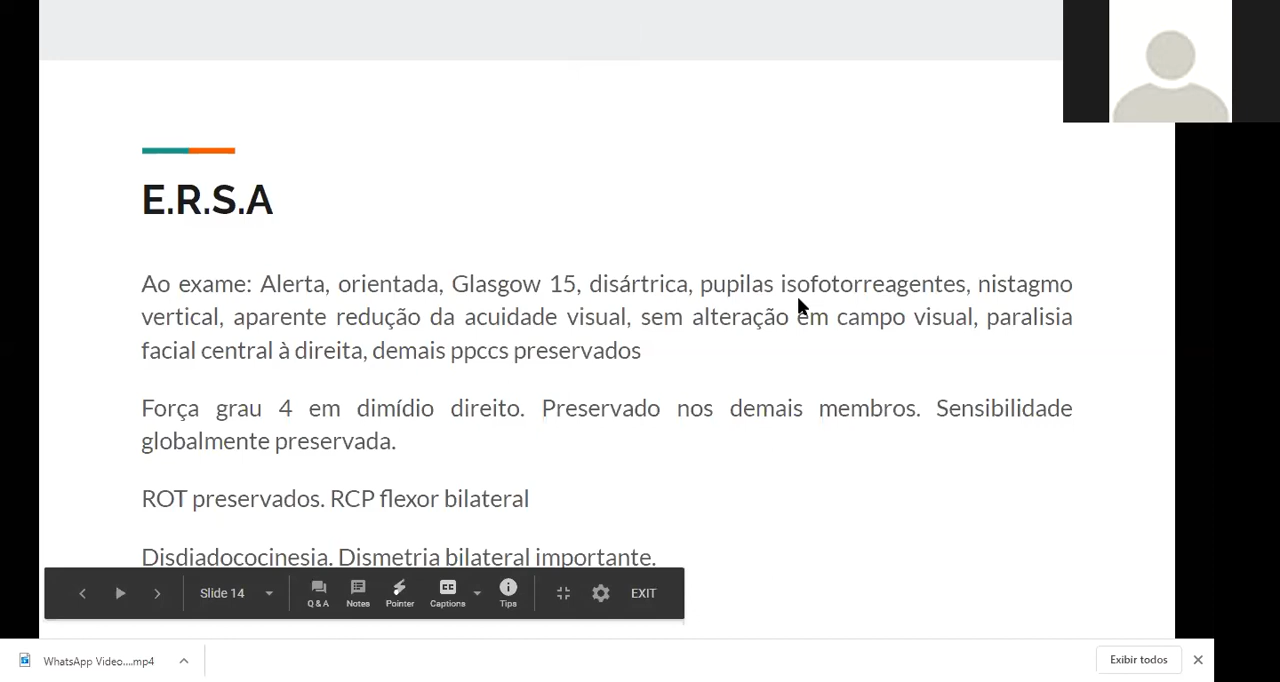 E.R.S.A
Ao exame: Alerta, orientada, Glasgow 15, disártrica, pupilas isofotorreagentes, nistagmo
vertical, aparente redução da acuidade visual, sem alteração em campo visual, paralisia
facial central à direita, demais ppccs preservados
Força grau 4 em dimídio direito. Preservado nos demais membros. Sensibilidade
globalmente preservada.
ROT preservados. RCP flexor bilateral
Disdiadococinesia. Dismetria bilateral importante.
Slide 14
Q & A
Notes
Pointer
CC
Captions
Tips
EXIT
WhatsApp Video....mp4
Exibir todos